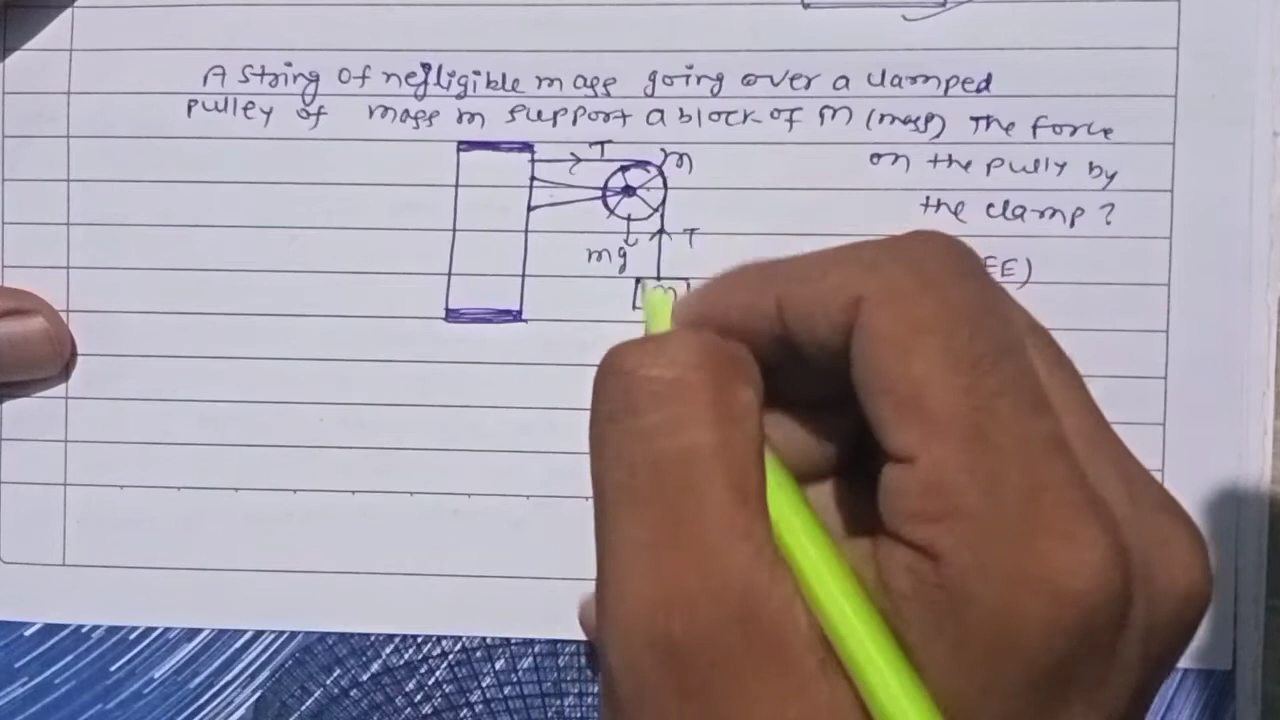 A string of negligible mass going over a clamped
pulley of mass m support a block of M (mass) The force
on the pully by
the clamp?
EE)
T
m
T
mg
m